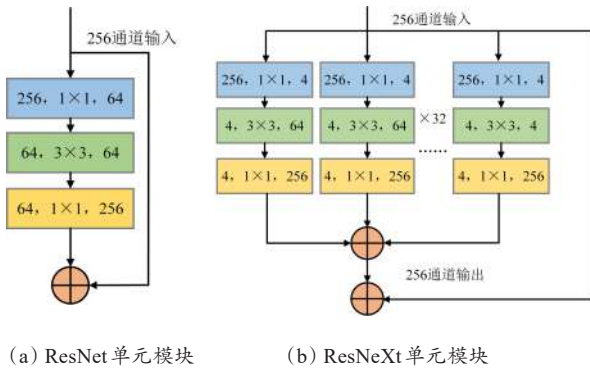 256通道输入
256，1×1，64
64，3×3，64
64，1×1，256
256通道输入
256，1×1，4 256，1×1，4 256，1×1，4
4，3×3，64 4，3×3，64 ×32 4，3×3，4
……
4，1×1，256 4，1×1，256 4，1×1，256
256通道输出
（a）ResNet单元模块 （b）ResNeXt单元模块